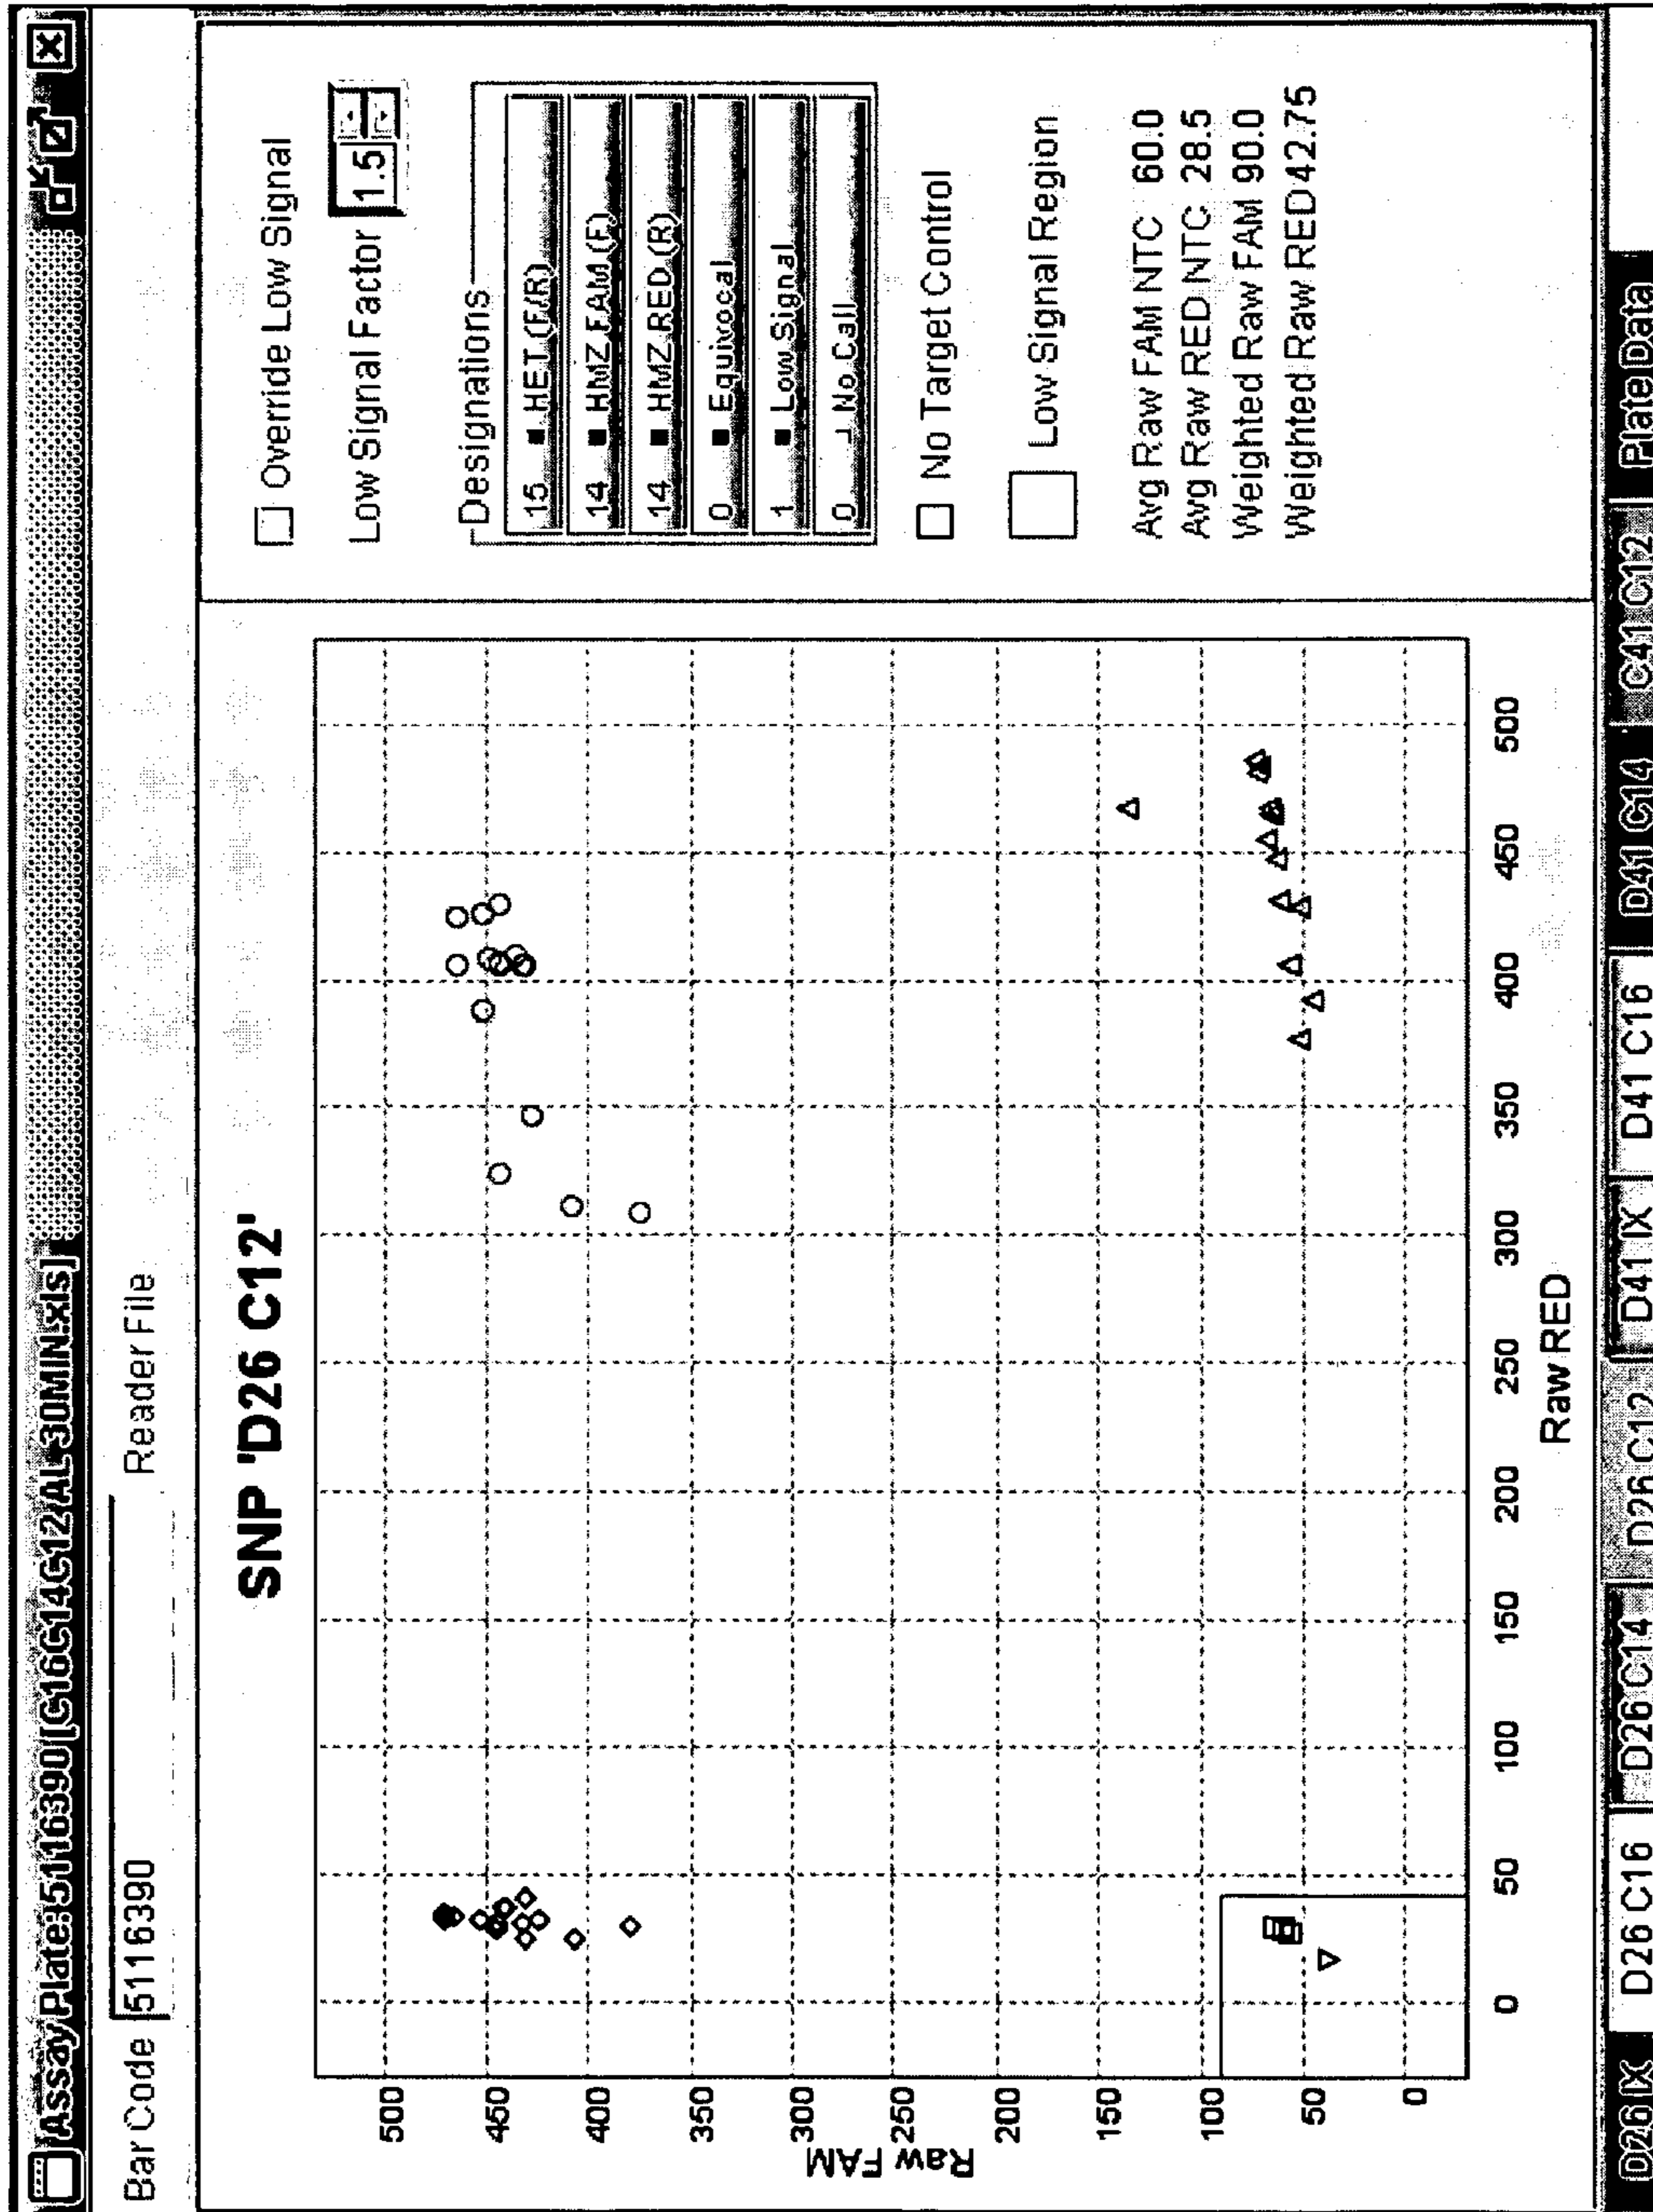 Assay Plate: 5116390 [C16C14C12AL 30MIN.xls]
Bar Code 5116390 Reader File
SNP 'D26 C12'
500
450
400
350
300
250
200
150
100
50
0
Raw FAM
0 50 100 150 200 250 300 350 400 450 500
Raw RED
Override Low Signal
Low Signal Factor 1.5
Designations
15 HET (F/R)
14 HMZ FAM (F)
14 HMZ RED (R)
0 Equivocal
1 Low Signal
0 No Call
No Target Control
Low Signal Region
Avg Raw FAM NTC 60.0
Avg Raw RED NTC 28.5
Weighted Raw FAM 90.0
Weighted Raw RED 42.75
D26 IX D26 C16 D26 C14 D26 C12 D41 IX D41 C16 D41 C14 C41 C12 Plate Data